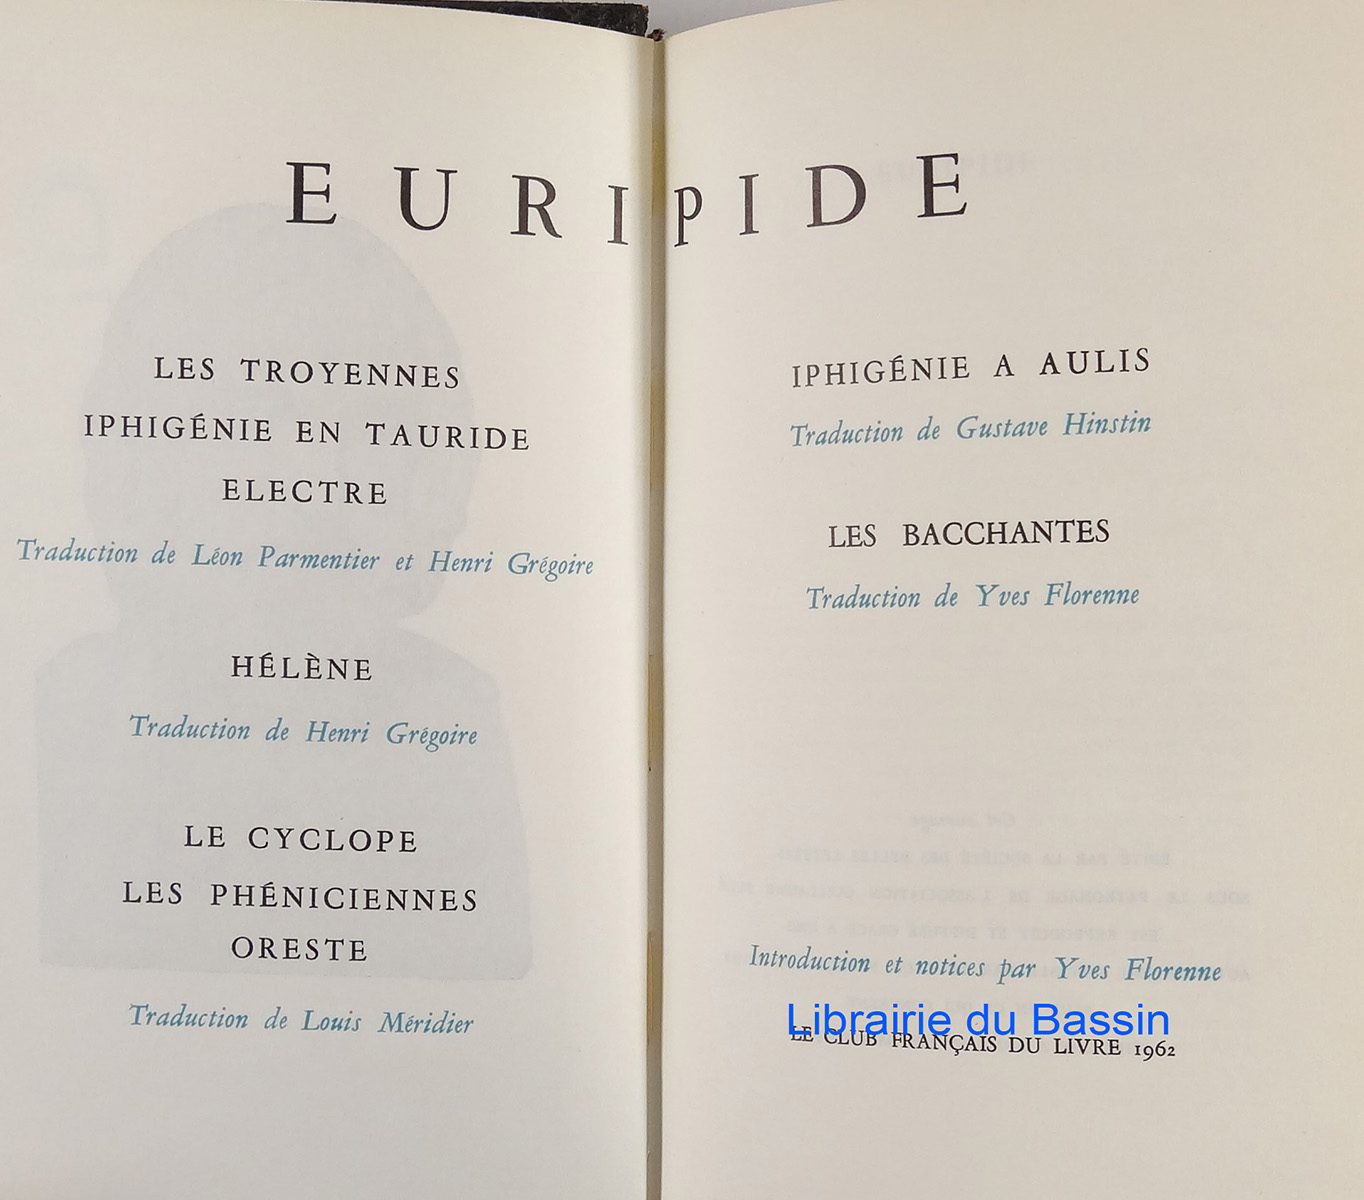 EURIPIDE
LES TROYENNES
IPHIGÉNIE EN TAURIDE
ELECTRE
Traduction de Léon Parmentier et Henri Grégoire
HÉLÈNE
Traduction de Henri Grégoire
LE CYCLOPE
LES PHÉNICIENNES
ORESTE
Traduction de Louis Méridier
IPHIGÉNIE A AULIS
Traduction de Gustave Hinstin
LES BACCHANTES
Traduction de Yves Florenne
Introduction et notices par Yves Florenne
Librairie du Bassin
LE CLUB FRANÇAIS DU LIVRE 1962